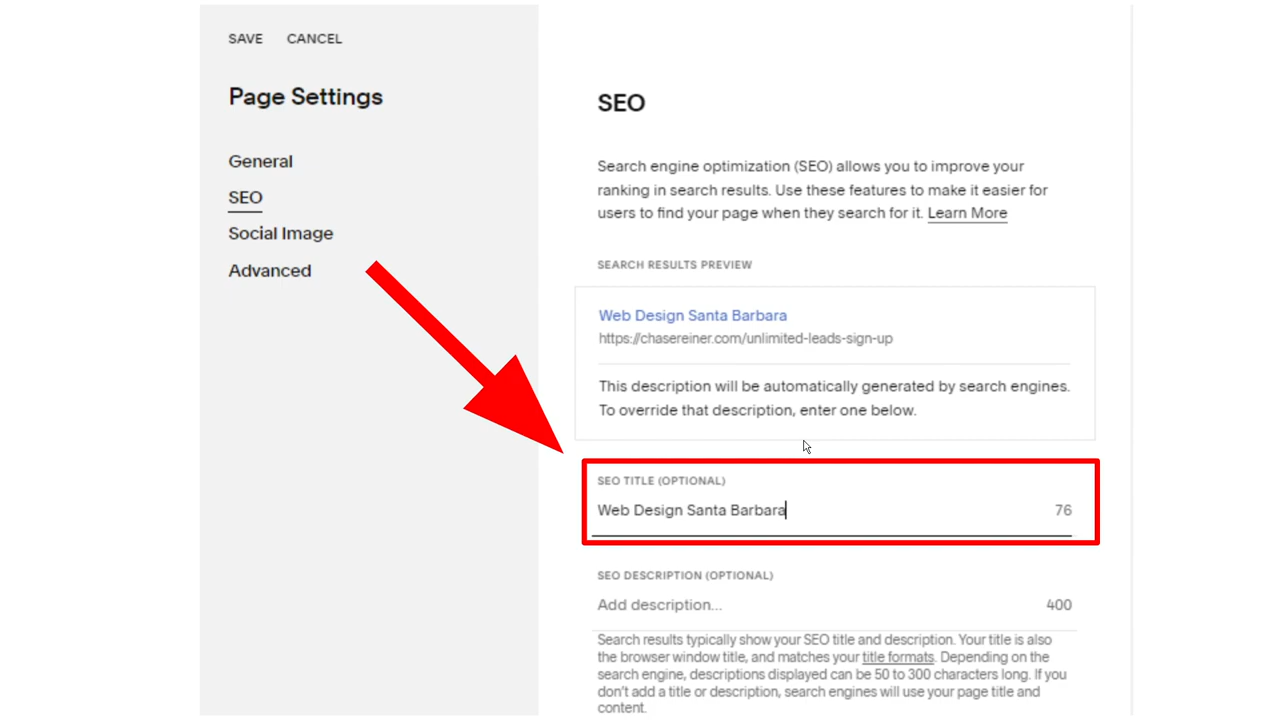 SAVE CANCEL
Page Settings
General
SEO
Social Image
Advanced
SEO
Search engine optimization (SEO) allows you to improve your
ranking in search results. Use these features to make it easier for
users to find your page when they search for it. Learn More
SEARCH RESULTS PREVIEW
Web Design Santa Barbara
https://chasereiner.com/unlimited-leads-sign-up
This description will be automatically generated by search engines.
To override that description, enter one below.
SEO TITLE (OPTIONAL)
Web Design Santa Barbara 76
SEO DESCRIPTION (OPTIONAL)
Add description... 400
Search results typically show your SEO title and description. Your title is also
the browser window title, and matches your title formats. Depending on the
search engine, descriptions displayed can be 50 to 300 characters long. If you
don't add a title or description, search engines will use your page title and
content.